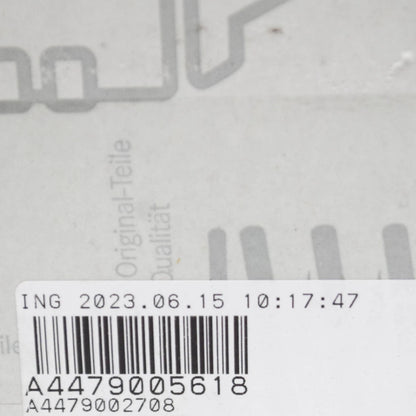 Original-Teile
Qualität
ING 2023.06.15 10:17:47
A4479005618
A4479002708